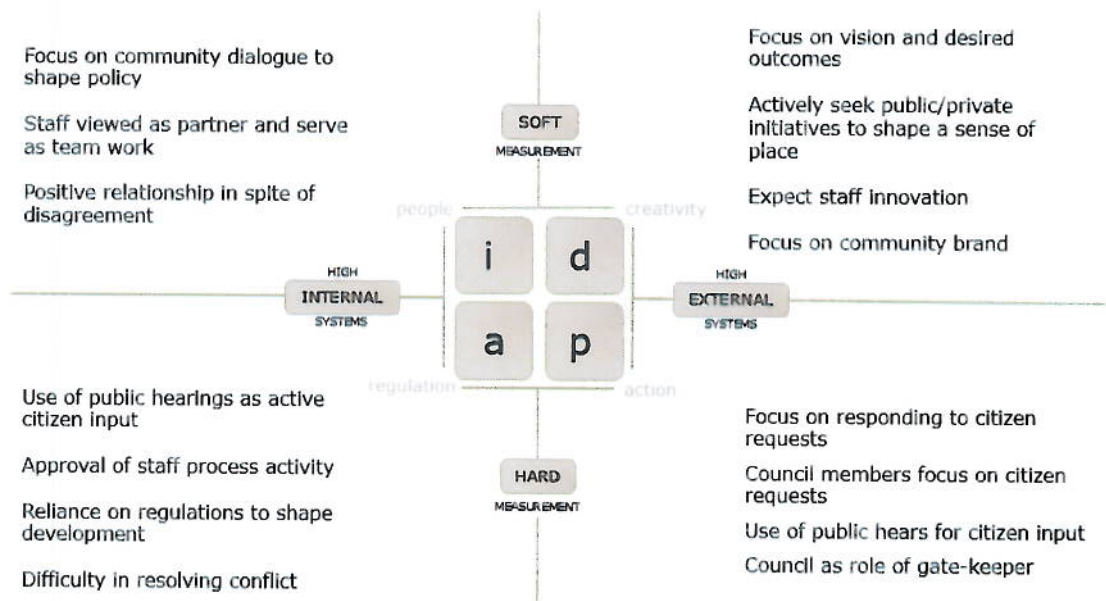 Focus on community dialogue to
shape policy
Staff viewed as partner and serve
as team work
Positive relationship in spite of
disagreement
Focus on vision and desired
outcomes
Actively seek public/private
initiatives to shape a sense of
place
Expect staff innovation
Focus on community brand
SOFT
MEASUREMENT
people
creativity
i
d
a
p
HIGH
INTERNAL
SYSTEMS
HIGH
EXTERNAL
SYSTEMS
regulation
action
HARD
MEASUREMENT
Use of public hearings as active
citizen input
Approval of staff process activity
Reliance on regulations to shape
development
Difficulty in resolving conflict
Focus on responding to citizen
requests
Council members focus on citizen
requests
Use of public hears for citizen input
Council as role of gate-keeper